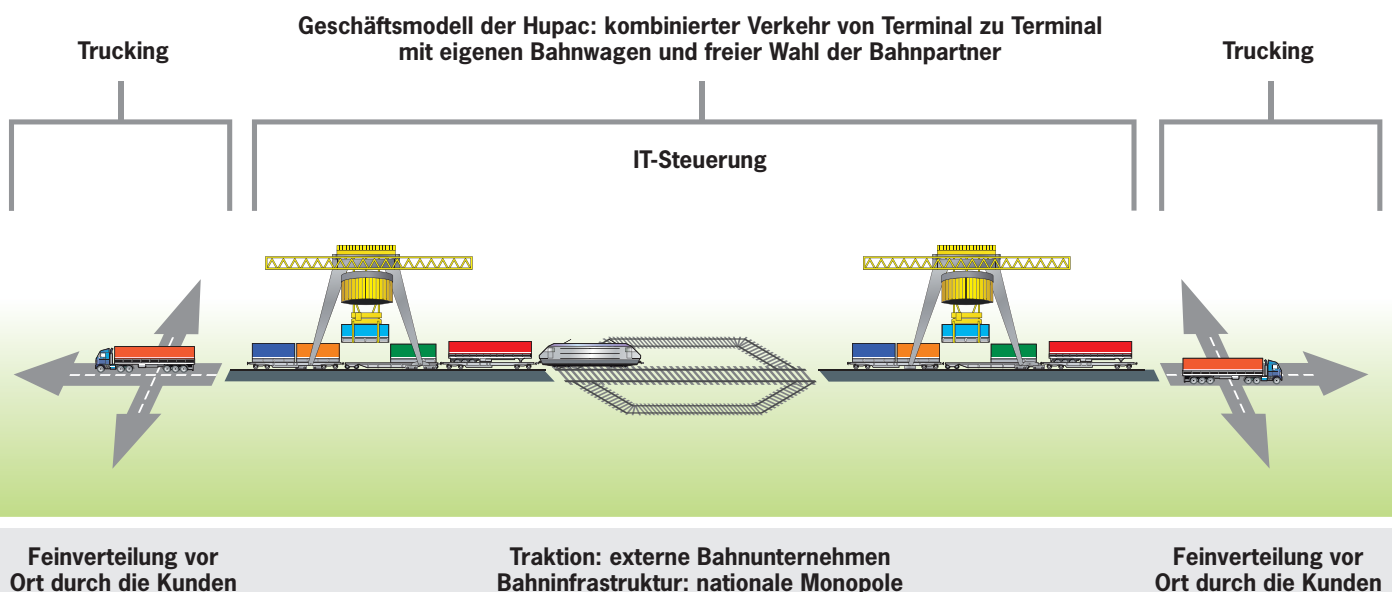 Geschäftsmodell der Hupac: kombinierter Verkehr von Terminal zu Terminal
mit eigenen Bahnwagen und freier Wahl der Bahnpartner
Trucking
Trucking
IT-Steuerung
Feinverteilung vor
Ort durch die Kunden
Traktion: externe Bahnunternehmen
Bahninfrastruktur: nationale Monopole
Feinverteilung vor
Ort durch die Kunden